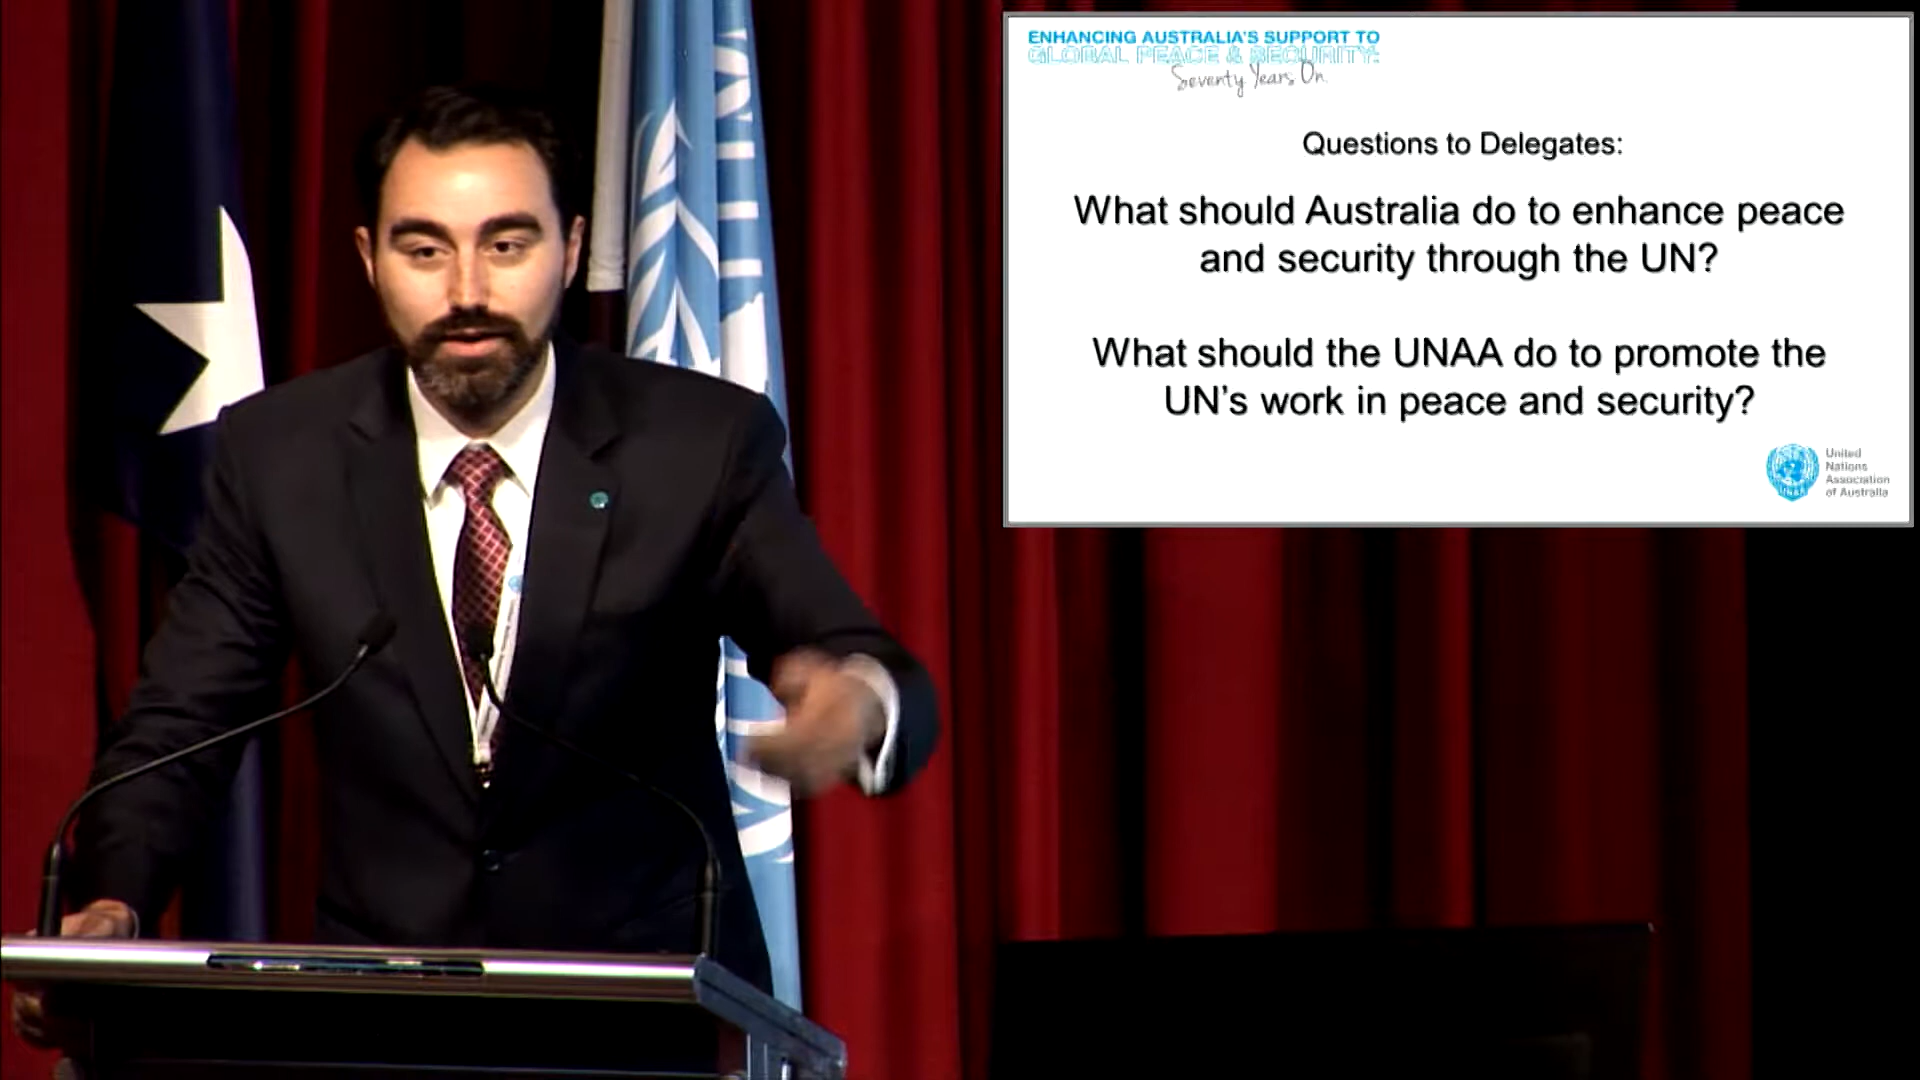 ENHANCING AUSTRALIA'S SUPPORT TO
GLOBAL PEACE & SECURITY:
Seventy Years On.
Questions to Delegates:
What should Australia do to enhance peace
and security through the UN?
What should the UNAA do to promote the
UN's work in peace and security?
UNAA
United
Nations
Association
of Australia